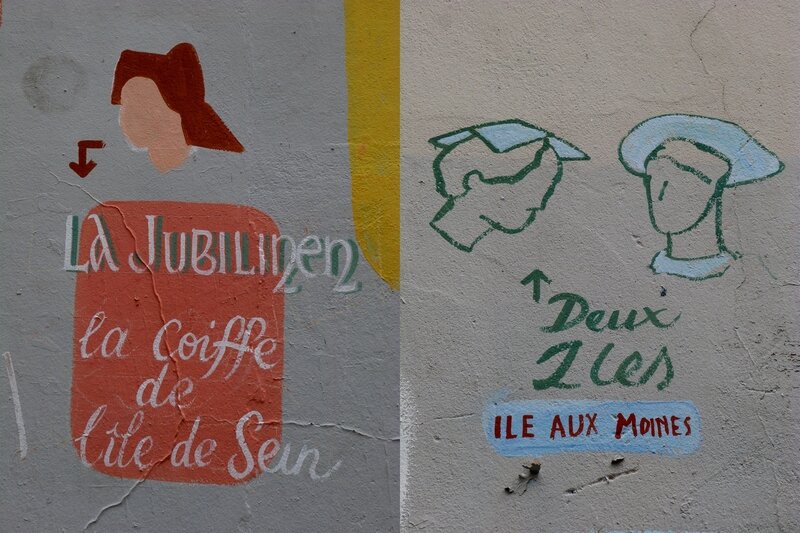 LA JUBILINEN
la Coiffe
de
l'île de Sein
Deux
Iles
ILE AUX MOINES